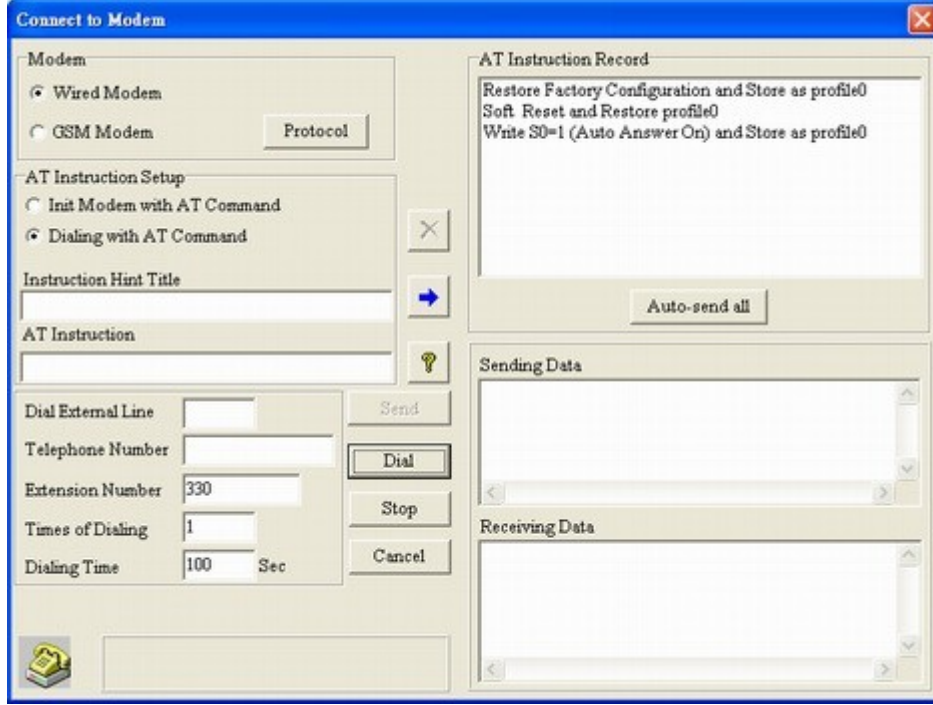 Connect to Modem
Modem
Wired Modem
GSM Modem
Protocol
AT Instruction Setup
Init Modem with AT Command
Dialing with AT Command
Instruction Hint Title
AT Instruction
?
Dial External Line
Send
Telephone Number
Dial
Extension Number 330
Stop
Times of Dialing 1
Cancel
Dialing Time 100 Sec
AT Instruction Record
Restore Factory Configuration and Store as profile0
Soft Reset and Restore profile0
Write S0=1 (Auto Answer On) and Store as profile0
Auto-send all
Sending Data
Receiving Data